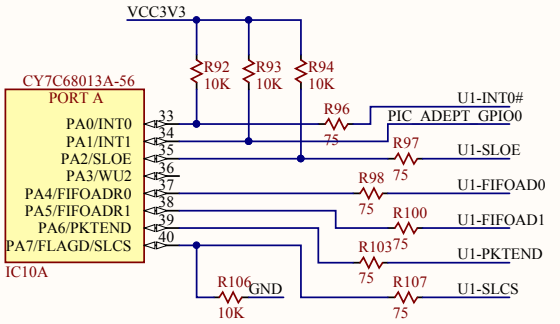 VCC3V3
R92
10K
R93
10K
R94
10K
CY7C68013A-56
PORT A
PA0/INT0
33
R96
75
U1-INT0#
PA1/INT1
34
PIC_ADEPT_GPIO0
PA2/SLOE
35
R97
75
U1-SLOE
PA3/WU2
36
PA4/FIFOADR0
37
R98
75
U1-FIFOAD0
PA5/FIFOADR1
38
R100
75
U1-FIFOAD1
PA6/PKTEND
39
R103
75
U1-PKTEND
PA7/FLAGD/SLCS
40
IC10A
R106
10K
GND
R107
75
U1-SLCS